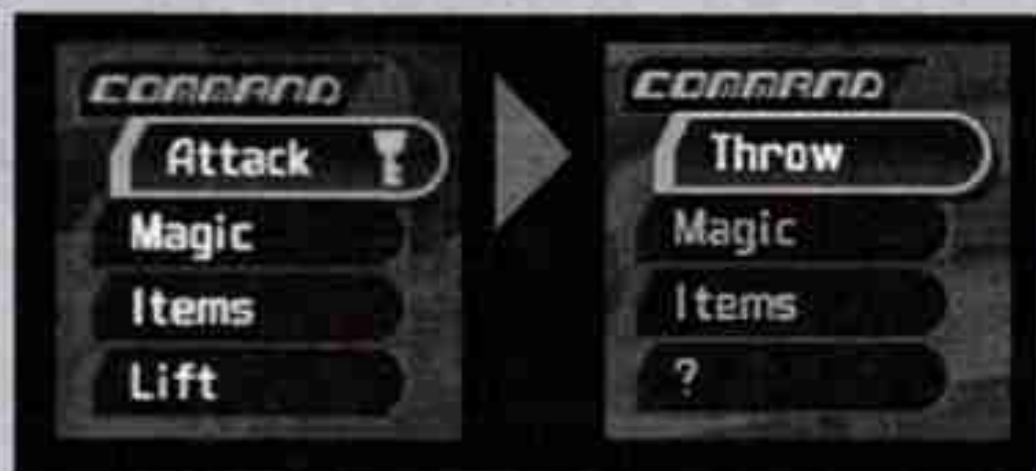 COMMAND
Attack
Magic
Items
Lift
COMMAND
Throw
Magic
Items
?